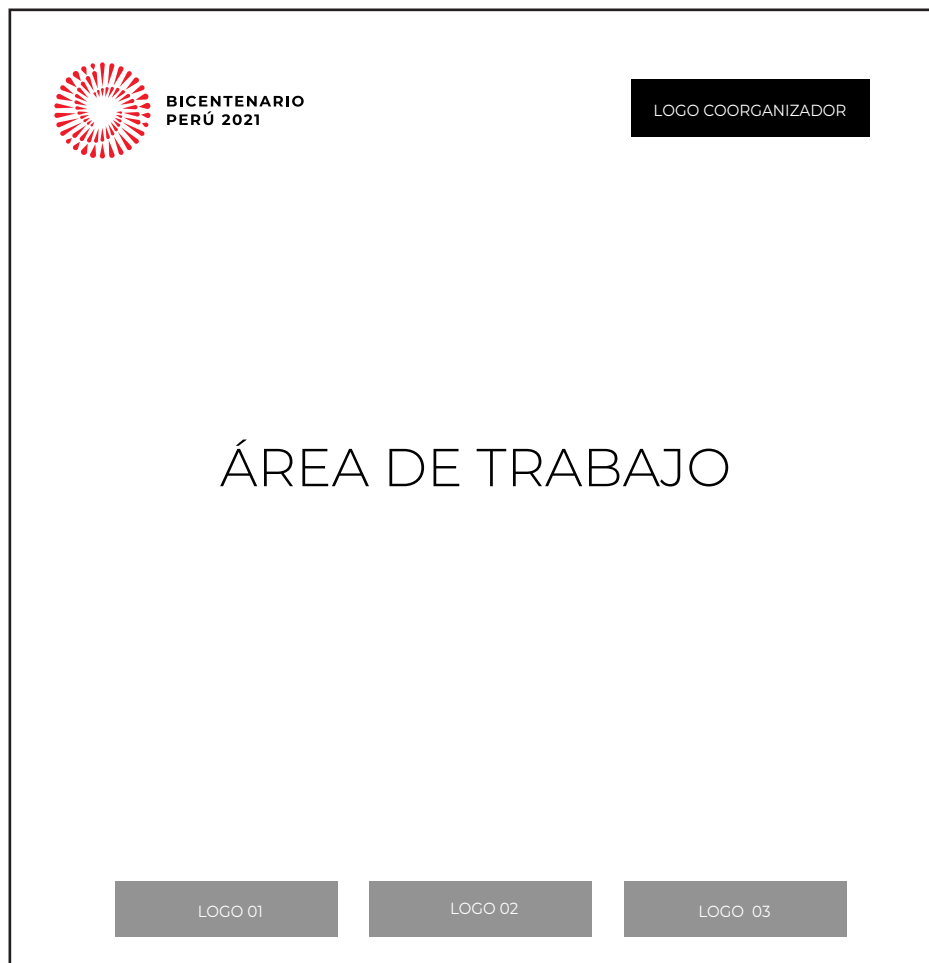 BICENTENARIO
PERÚ 2021
LOGO COORGANIZADOR
ÁREA DE TRABAJO
LOGO 01
LOGO 02
LOGO 03